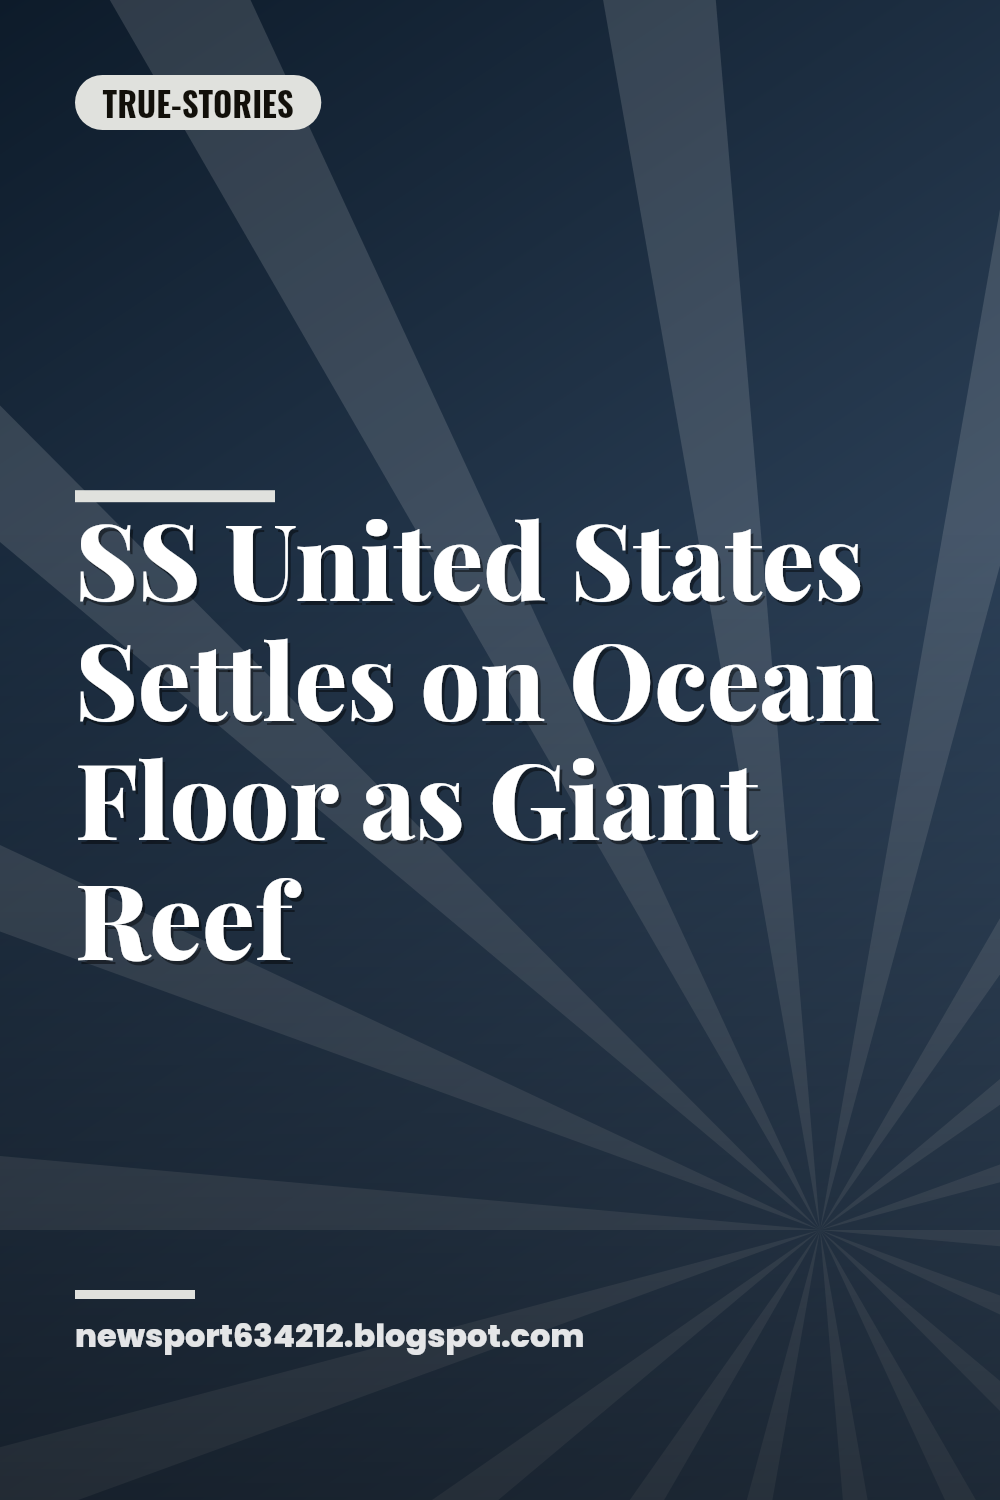 TRUE-STORIES
SS United States
Settles on Ocean
Floor as Giant
Reef
newsport634212.blogspot.com